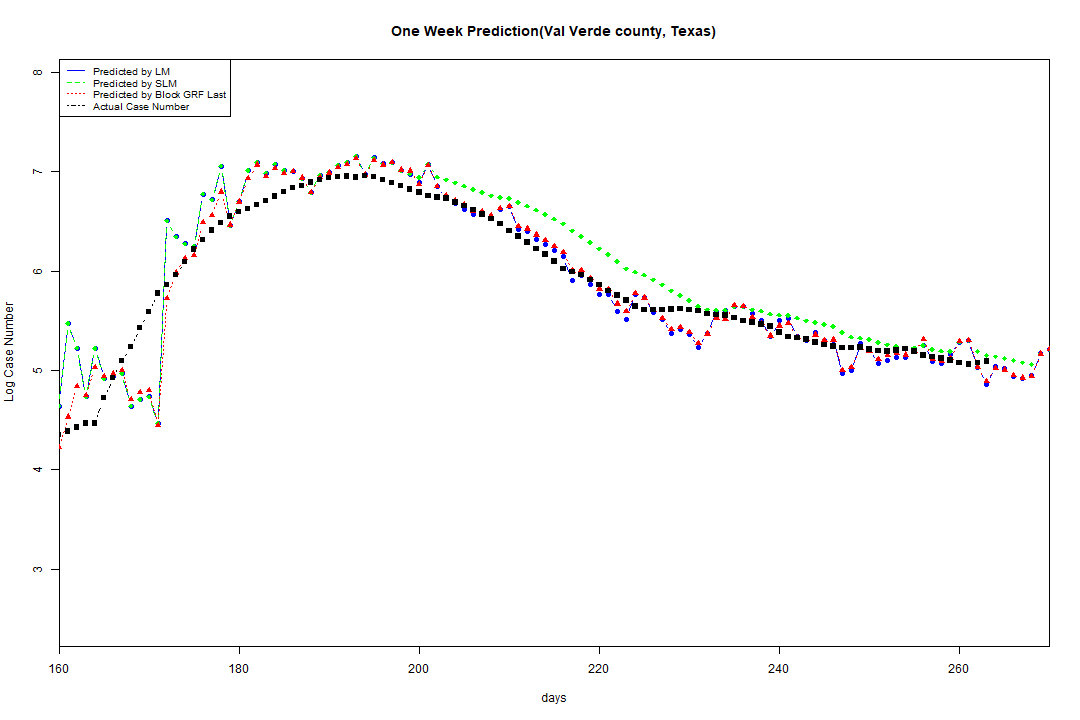 One Week Prediction(Val Verde county, Texas)
Predicted by LM
Predicted by SLM
Predicted by Block GRF Last
Actual Case Number
8
7
6
5
4
3
Log Case Number
160 180 200 220 240 260
days